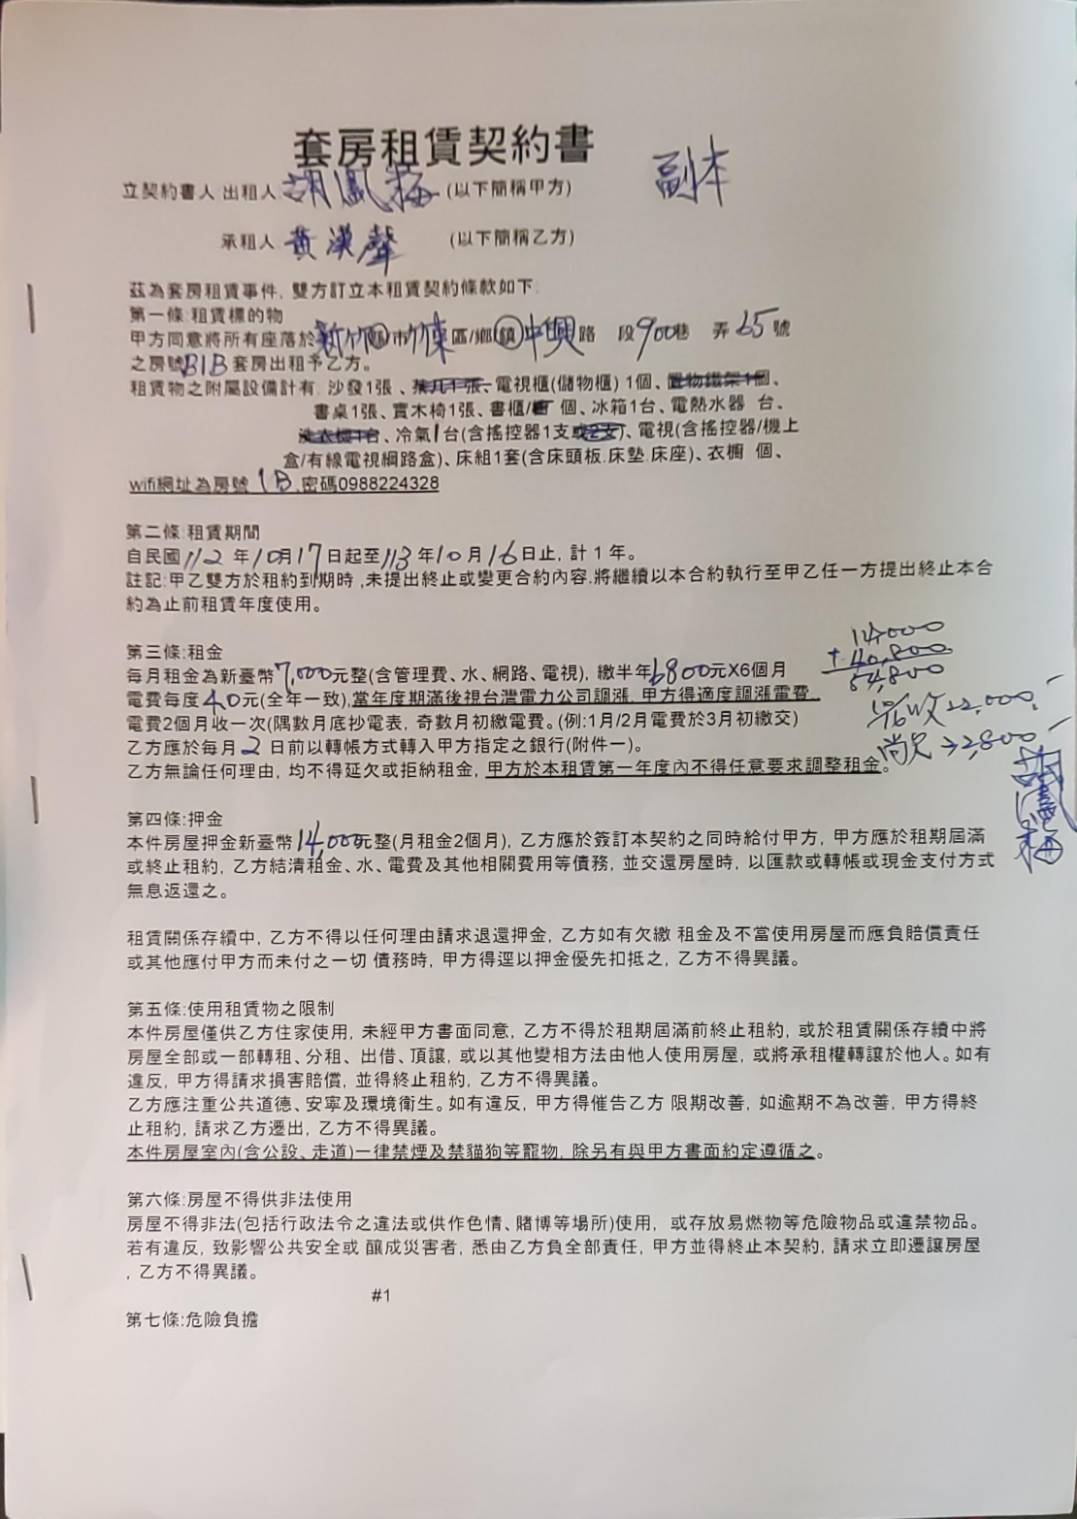 套房租賃契約書
副本
立契約書人:出租人:胡鳳梅(以下簡稱甲方)
承租人:黃漢聲 (以下簡稱乙方)
茲為套房租賃事件, 雙方訂立本租賃契約條款如下:
第一條:租賃標的物
甲方同意將所有座落於新竹縣/市竹東區/鄉鎮中興路 段900巷 弄65號
之房號B1B套房出租予乙方。
租賃物之附屬設備計有: 沙發1張、茶几1張、電視櫃(儲物櫃) 1個、置物鐵架1個、
書桌1張、實木椅1張、書櫃/ 個、冰箱1台、電熱水器 台、
洗衣機1台、冷氣1台(含搖控器1支或2支)、電視(含搖控器/機上
盒/有線電視網路盒)、床組1套(含床頭板.床墊.床座)、衣櫥 個、
wifi網址為房號 1B,密碼0988224328
第二條:租賃期間
自民國112年10月17日起至113年10月16日止, 計1年。
註記:甲乙雙方於租約到期時,未提出終止或變更合約內容.將繼續以本合約執行至甲乙任一方提出終止本合
約為止前租賃年度使用。
第三條:租金
每月租金為新臺幣7,000元整(含管理費、水、網路、電視), 繳半年6800元X6個月
電費每度4.0元(全年一致),當年度期滿後視台灣電力公司調漲, 甲方得適度調漲電費..
電費2個月收一次(隅數月底抄電表, 奇數月初繳電費。(例:1月/2月電費於3月初繳交)
乙方應於每月2日前以轉帳方式轉入甲方指定之銀行(附件一)。
乙方無論任何理由, 均不得延欠或拒納租金, 甲方於本租賃第一年度內不得任意要求調整租金。
14000
+40,800
54,800
收22,000
尚欠32,800
胡鳳梅
第四條:押金
本件房屋押金新臺幣14,000元整(月租金2個月), 乙方應於簽訂本契約之同時給付甲方, 甲方應於租期屆滿
或終止租約, 乙方結清租金、水、電費及其他相關費用等債務, 並交還房屋時, 以匯款或轉帳或現金支付方式
無息返還之。
租賃關係存續中, 乙方不得以任何理由請求退還押金, 乙方如有欠繳 租金及不當使用房屋而應負賠償責任
或其他應付甲方而未付之一切 債務時, 甲方得逕以押金優先扣抵之, 乙方不得異議。
第五條:使用租賃物之限制
本件房屋僅供乙方住家使用, 未經甲方書面同意, 乙方不得於租期屆滿前終止租約, 或於租賃關係存續中將
房屋全部或一部轉租、分租、出借、頂讓, 或以其他變相方法由他人使用房屋, 或將承租權轉讓於他人。如有
違反, 甲方得請求損害賠償, 並得終止租約, 乙方不得異議。
乙方應注重公共道德、安寧及環境衛生。如有違反, 甲方得催告乙方 限期改善, 如逾期不為改善, 甲方得終
止租約, 請求乙方遷出, 乙方不得異議。
本件房屋室內(含公設、走道)一律禁煙及禁貓狗等寵物, 除另有與甲方書面約定遵循之。
第六條:房屋不得供非法使用
房屋不得非法(包括行政法令之違法或供作色情、賭博等場所)使用, 或存放易燃物等危險物品或違禁物品。
若有違反, 致影響公共安全或 釀成災害者, 悉由乙方負全部責任, 甲方並得終止本契約, 請求立即遷讓房屋
, 乙方不得異議。
#1
第七條:危險負擔